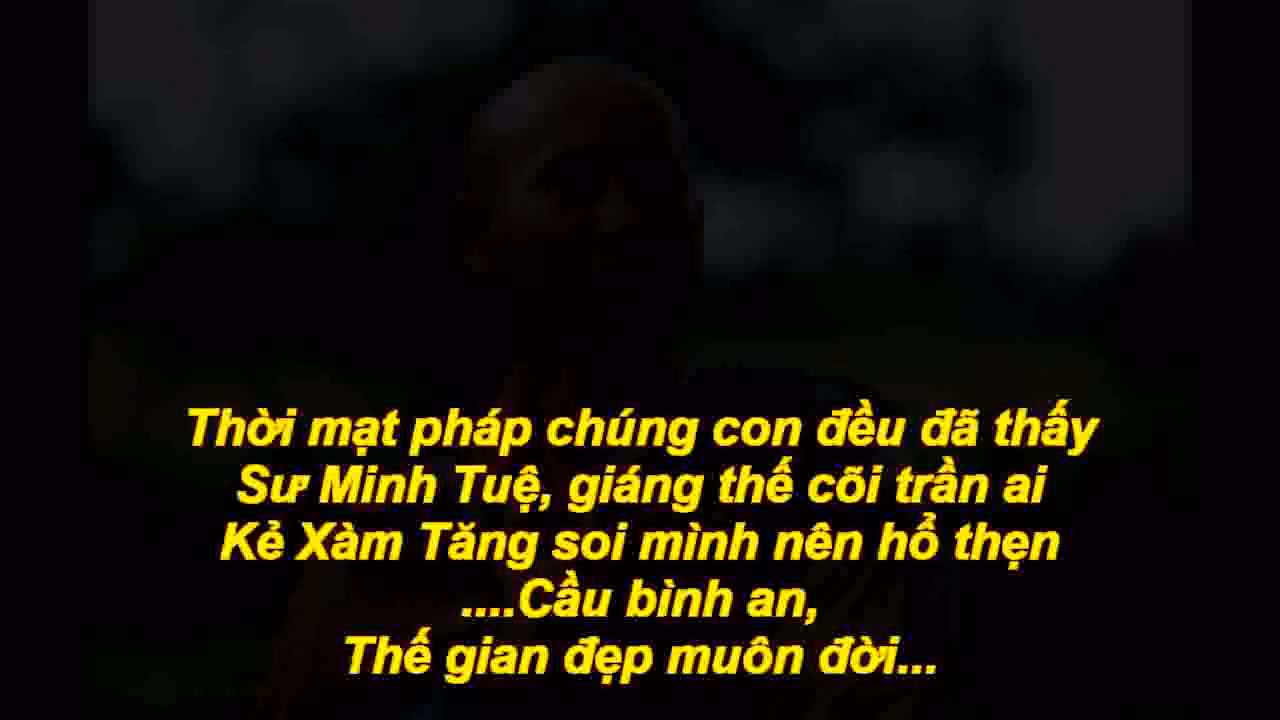 Thời mạt pháp chúng con đều đã thấy
Sư Minh Tuệ, giáng thế cõi trần ai
Kẻ Xàm Tăng soi mình nên hổ thẹn
....Cầu bình an,
Thế gian đẹp muôn đời...